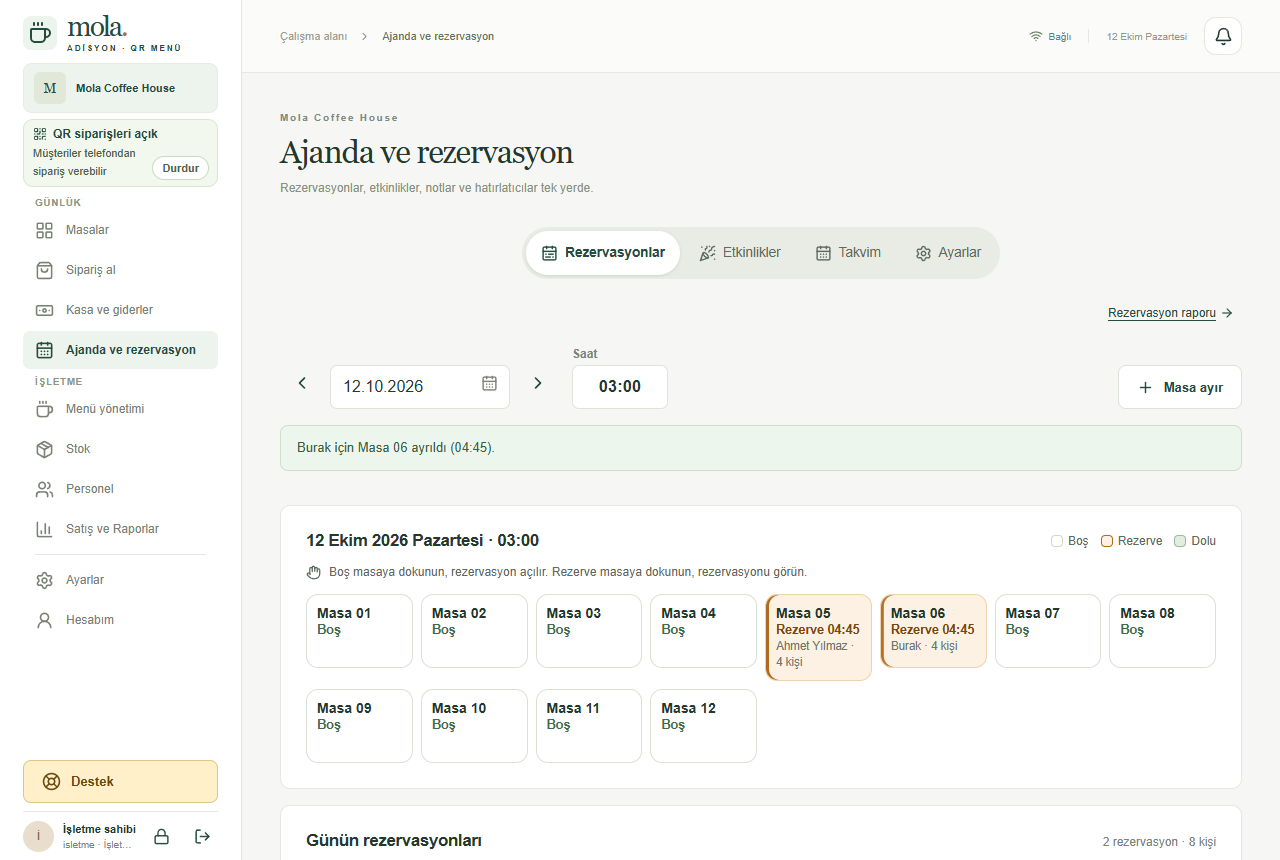 mola.
ADİSYON · QR MENÜ
M
Mola Coffee House
QR siparişleri açık
Müşteriler telefondan
sipariş verebilir
Durdur
GÜNLÜK
Masalar
Sipariş al
Kasa ve giderler
Ajanda ve rezervasyon
İŞLETME
Menü yönetimi
Stok
Personel
Satış ve Raporlar
Ayarlar
Hesabım
Destek
İ
İşletme sahibi
isletme · İşlet...
Çalışma alanı
Ajanda ve rezervasyon
Bağlı
12 Ekim Pazartesi
Mola Coffee House
Ajanda ve rezervasyon
Rezervasyonlar, etkinlikler, notlar ve hatırlatıcılar tek yerde.
Rezervasyonlar
Etkinlikler
Takvim
Ayarlar
Rezervasyon raporu
Saat
12.10.2026
03:00
Masa ayır
Burak için Masa 06 ayrıldı (04:45).
12 Ekim 2026 Pazartesi · 03:00
Boş
Rezerve
Dolu
Boş masaya dokunun, rezervasyon açılır. Rezerve masaya dokunun, rezervasyonu görün.
Masa 01
Boş
Masa 02
Boş
Masa 03
Boş
Masa 04
Boş
Masa 05
Rezerve 04:45
Ahmet Yılmaz ·
4 kişi
Masa 06
Rezerve 04:45
Burak · 4 kişi
Masa 07
Boş
Masa 08
Boş
Masa 09
Boş
Masa 10
Boş
Masa 11
Boş
Masa 12
Boş
Günün rezervasyonları
2 rezervasyon · 8 kişi